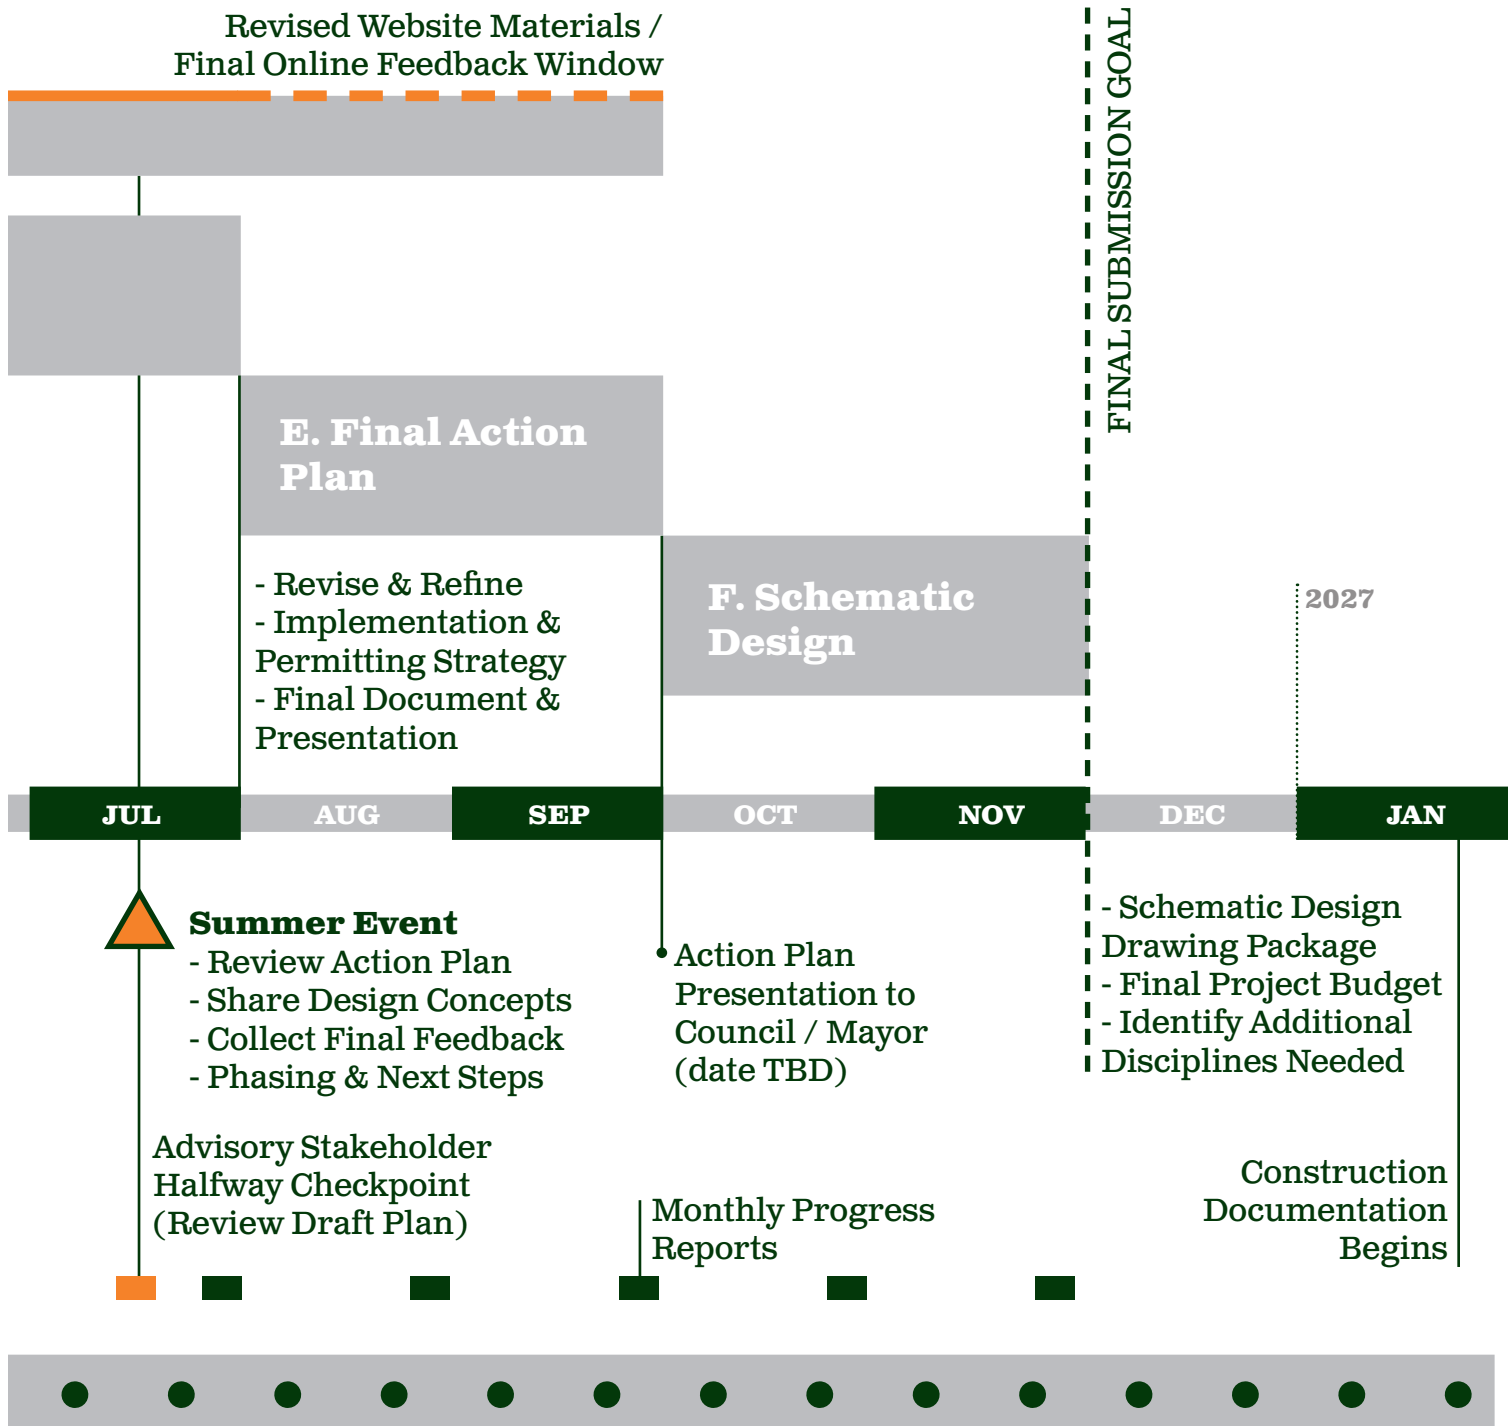 Revised Website Materials /
Final Online Feedback Window
FINAL SUBMISSION GOAL
E. Final Action
Plan
- Revise & Refine
- Implementation &
Permitting Strategy
- Final Document &
Presentation
F. Schematic
Design
2027
JUL
AUG
SEP
OCT
NOV
DEC
JAN
Summer Event
- Review Action Plan
- Share Design Concepts
- Collect Final Feedback
- Phasing & Next Steps
Action Plan
Presentation to
Council / Mayor
(date TBD)
- Schematic Design
Drawing Package
- Final Project Budget
- Identify Additional
Disciplines Needed
Advisory Stakeholder
Halfway Checkpoint
(Review Draft Plan)
Monthly Progress
Reports
Construction
Documentation
Begins